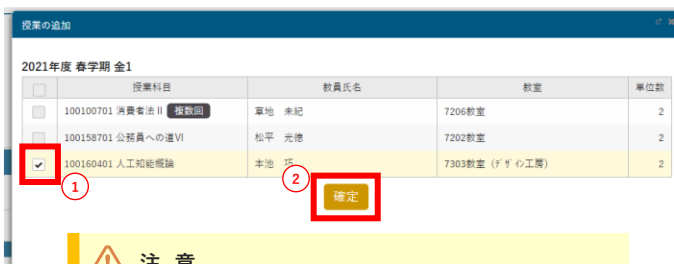 授業の追加
2021年度 春学期 金1
授業科目 教員氏名 教室 単位数
100100701 消費者法Ⅱ 複数回 草地 未紀 7206教室 2
100158701 公務員への道Ⅵ 松平 光徳 7202教室 2
100160401 人工知能概論 本池 巧 7303教室 (デザイン工房) 2
1
2
確定
注 意